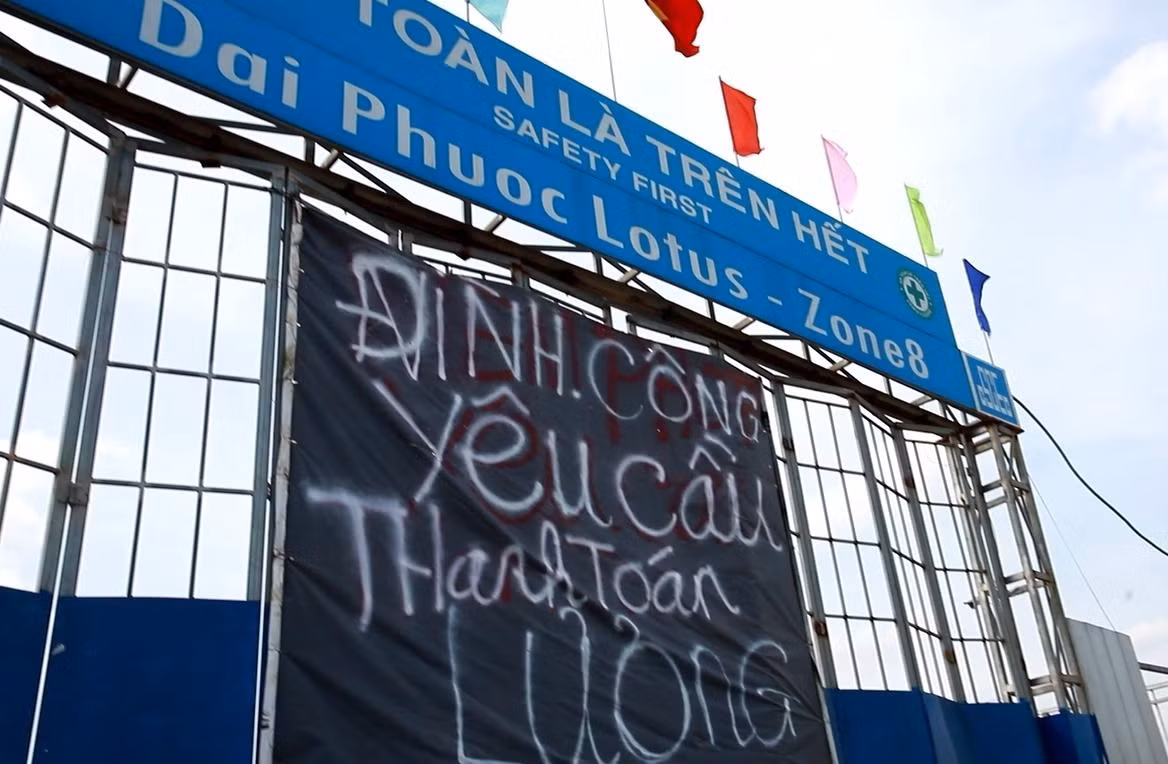 TOÀN LÀ TRÊN HẾT
SAFETY FIRST
Dai Phuoc Lotus - Zone8
ĐÌNH.CÔNG
YÊU CẦU
THanh Toán
LƯƠNG